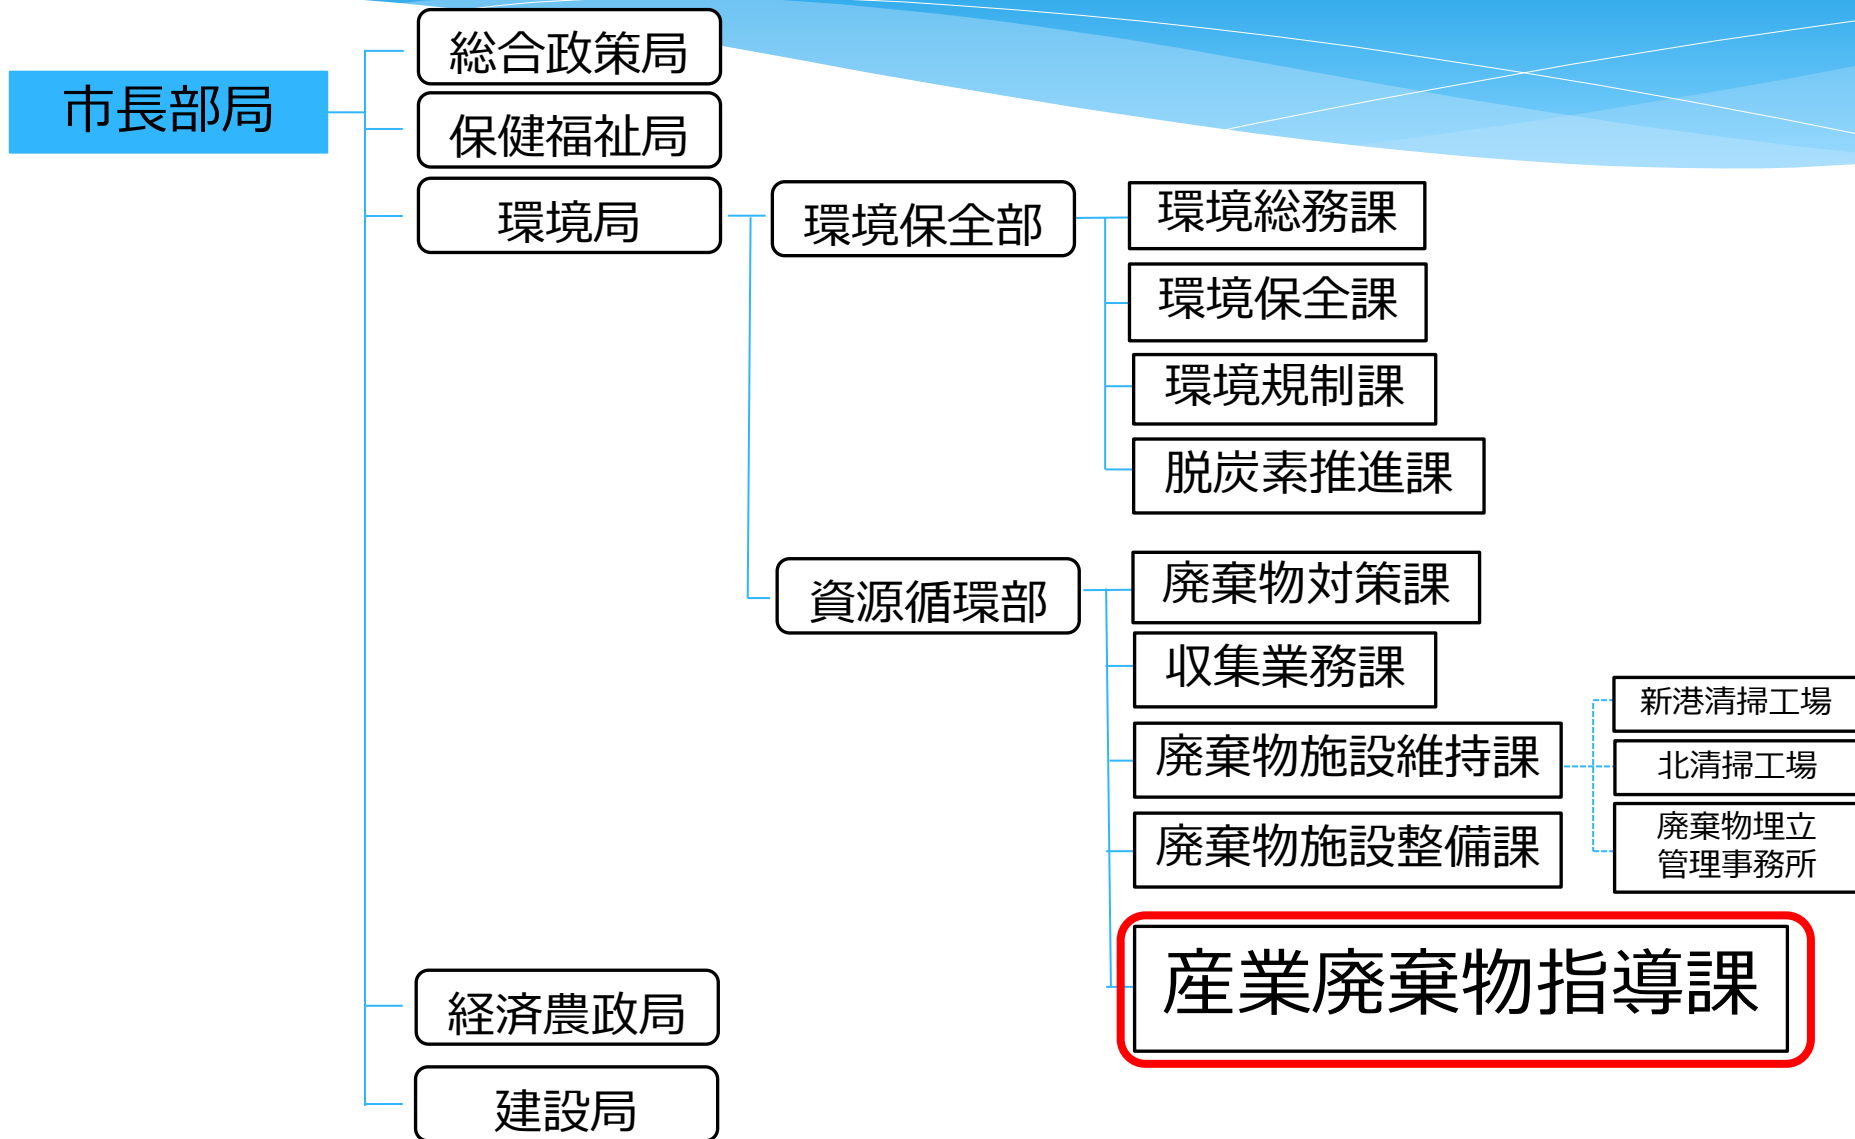 市長部局
総合政策局
保健福祉局
環境局
環境保全部
環境総務課
環境保全課
環境規制課
脱炭素推進課
資源循環部
廃棄物対策課
収集業務課
廃棄物施設維持課
新港清掃工場
北清掃工場
廃棄物埋立
管理事務所
廃棄物施設整備課
産業廃棄物指導課
経済農政局
建設局